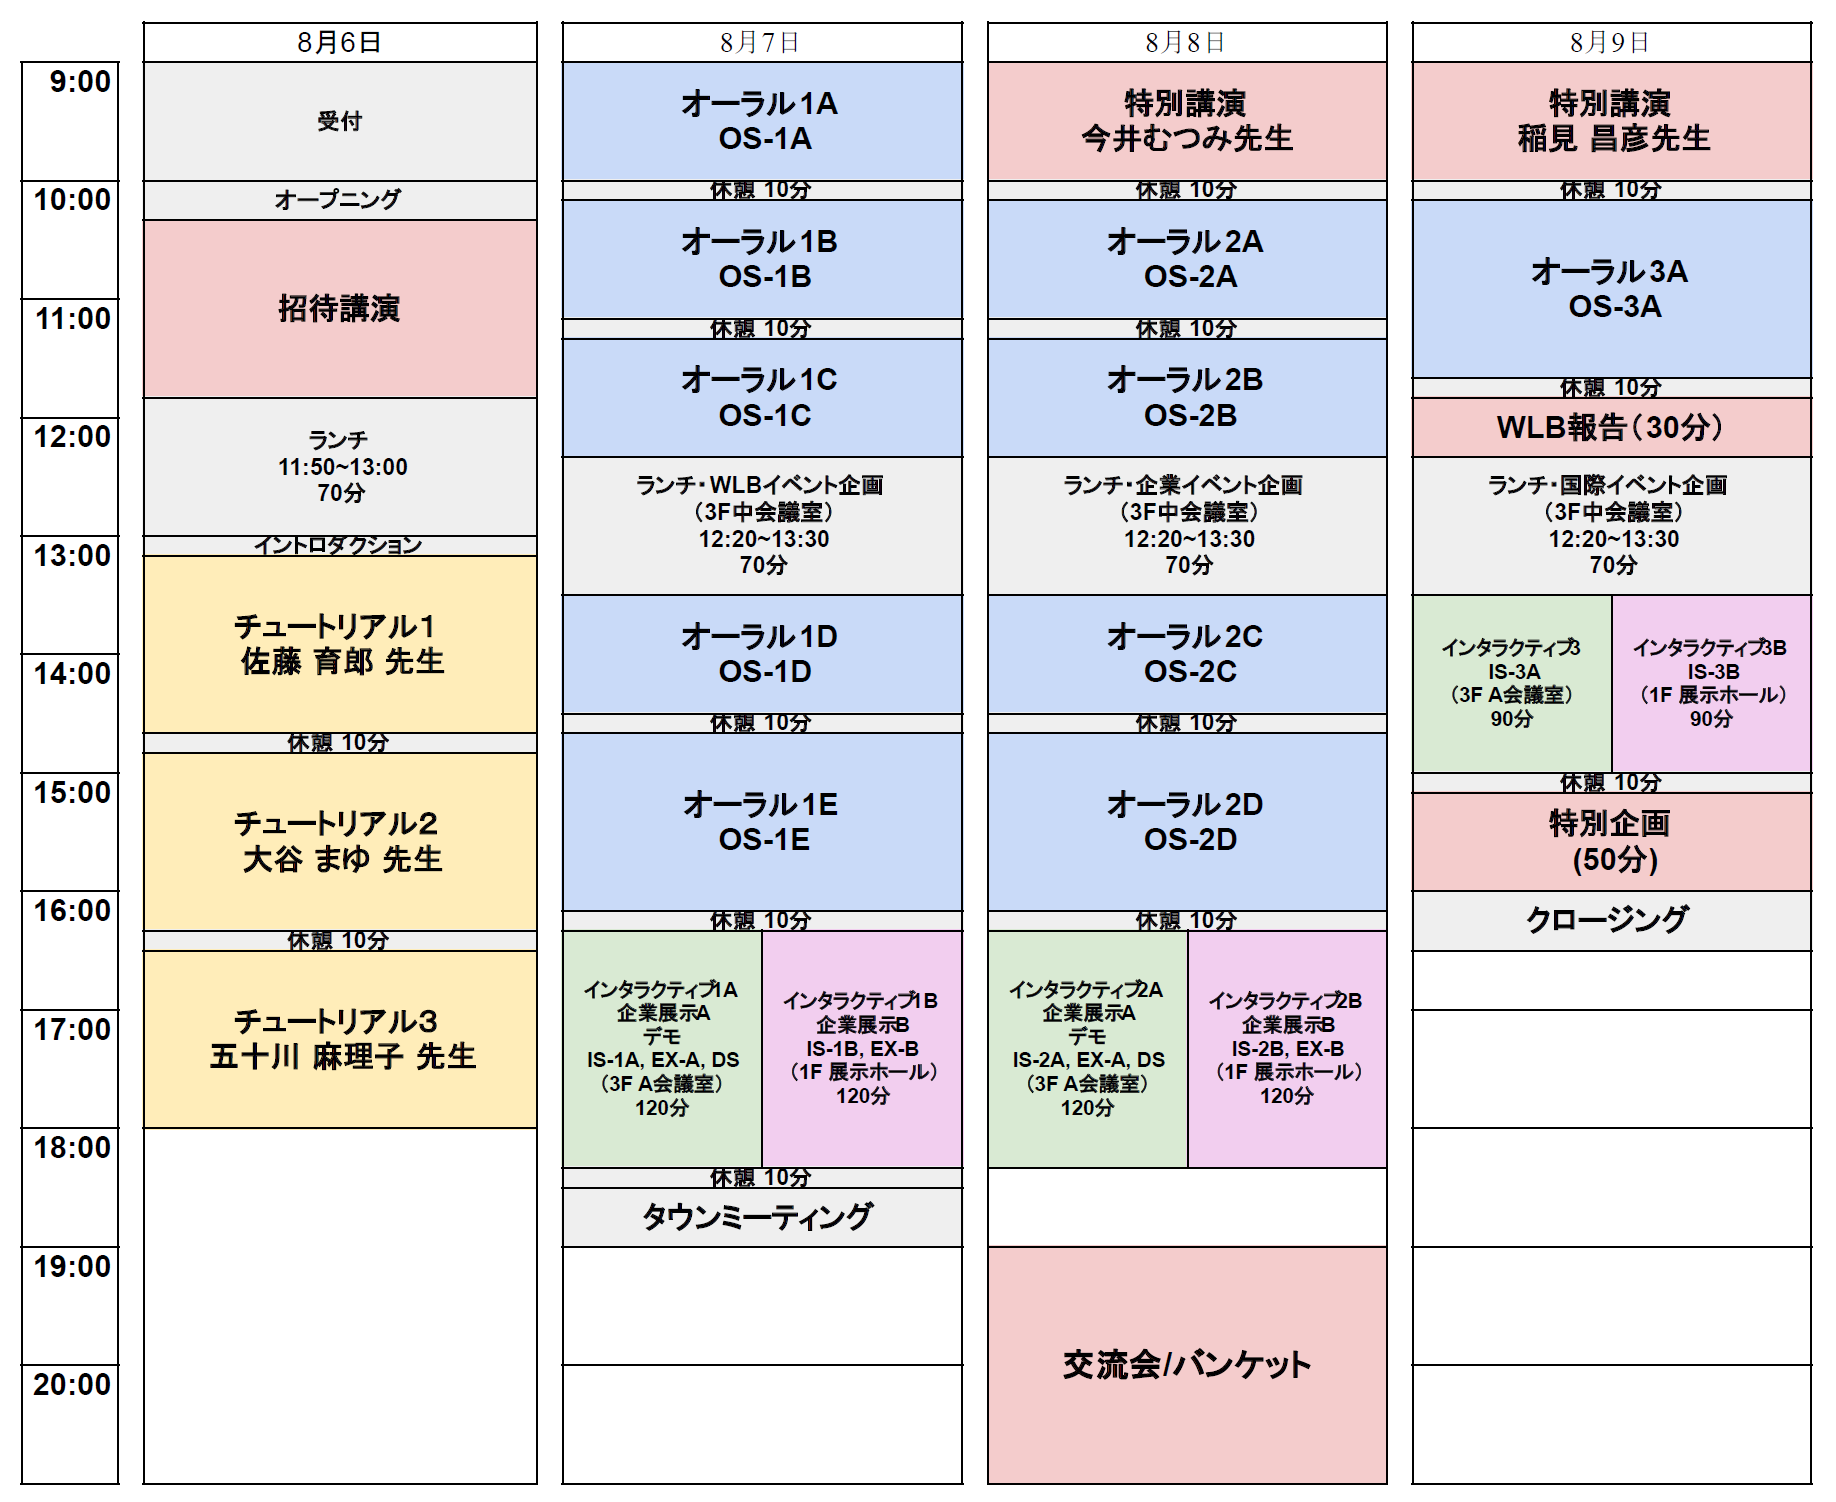 8月6日
8月7日
8月8日
8月9日
9:00
10:00
11:00
12:00
13:00
14:00
15:00
16:00
17:00
18:00
19:00
20:00
受付
オープニング
招待講演
ランチ
11:50~13:00
70分
イントロダクション
チュートリアル１
佐藤 育郎 先生
休憩 10分
チュートリアル２
大谷 まゆ 先生
休憩 10分
チュートリアル３
五十川 麻理子 先生
オーラル1A
OS-1A
休憩 10分
オーラル1B
OS-1B
休憩 10分
オーラル1C
OS-1C
ランチ・WLBイベント企画
（3F中会議室）
12:20~13:30
70分
オーラル1D
OS-1D
休憩 10分
オーラル1E
OS-1E
休憩 10分
インタラクティブ1A
企業展示A
デモ
IS-1A, EX-A, DS
（3F A会議室）
120分
インタラクティブ1B
企業展示B
IS-1B, EX-B
（1F 展示ホール）
120分
休憩 10分
タウンミーティング
特別講演
今井むつみ先生
休憩 10分
オーラル2A
OS-2A
休憩 10分
オーラル2B
OS-2B
ランチ・企業イベント企画
（3F中会議室）
12:20~13:30
70分
オーラル2C
OS-2C
休憩 10分
オーラル2D
OS-2D
休憩 10分
インタラクティブ2A
企業展示A
デモ
IS-2A, EX-A, DS
（3F A会議室）
120分
インタラクティブ2B
企業展示B
IS-2B, EX-B
（1F 展示ホール）
120分
交流会/バンケット
特別講演
稲見 昌彦先生
休憩 10分
オーラル3A
OS-3A
休憩 10分
WLB報告（30分）
ランチ・国際イベント企画
（3F中会議室）
12:20~13:30
70分
インタラクティブ3
IS-3A
（3F A会議室）
90分
インタラクティブ3B
IS-3B
（1F 展示ホール）
90分
休憩 10分
特別企画
(50分)
クロージング